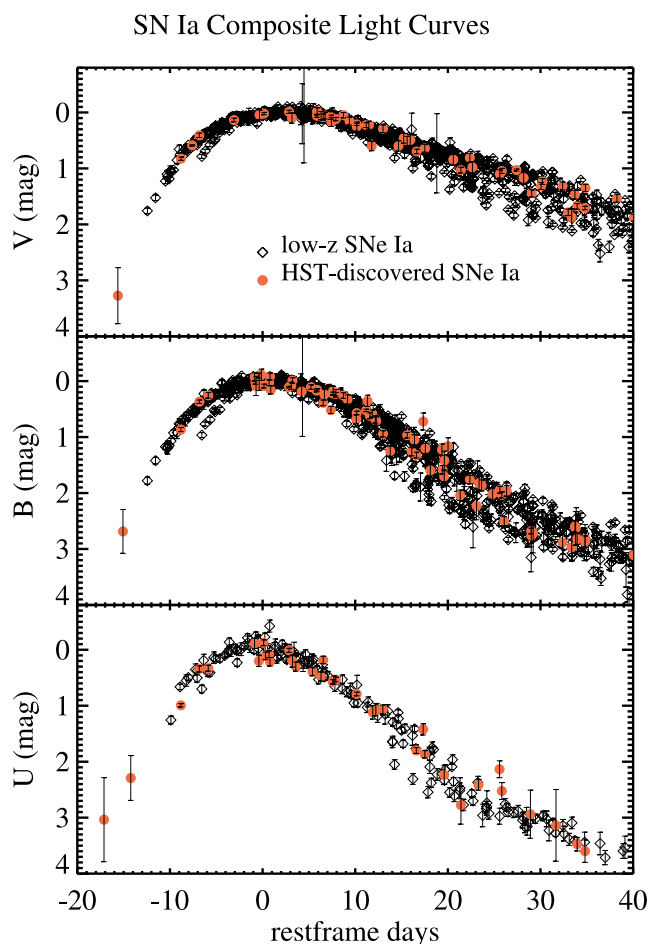 SN Ia Composite Light Curves
0
1
2
3
4
V (mag)
low-z SNe Ia
HST-discovered SNe Ia
0
1
2
3
4
B (mag)
0
1
2
3
4
U (mag)
-20 -10 0 10 20 30 40
restframe days